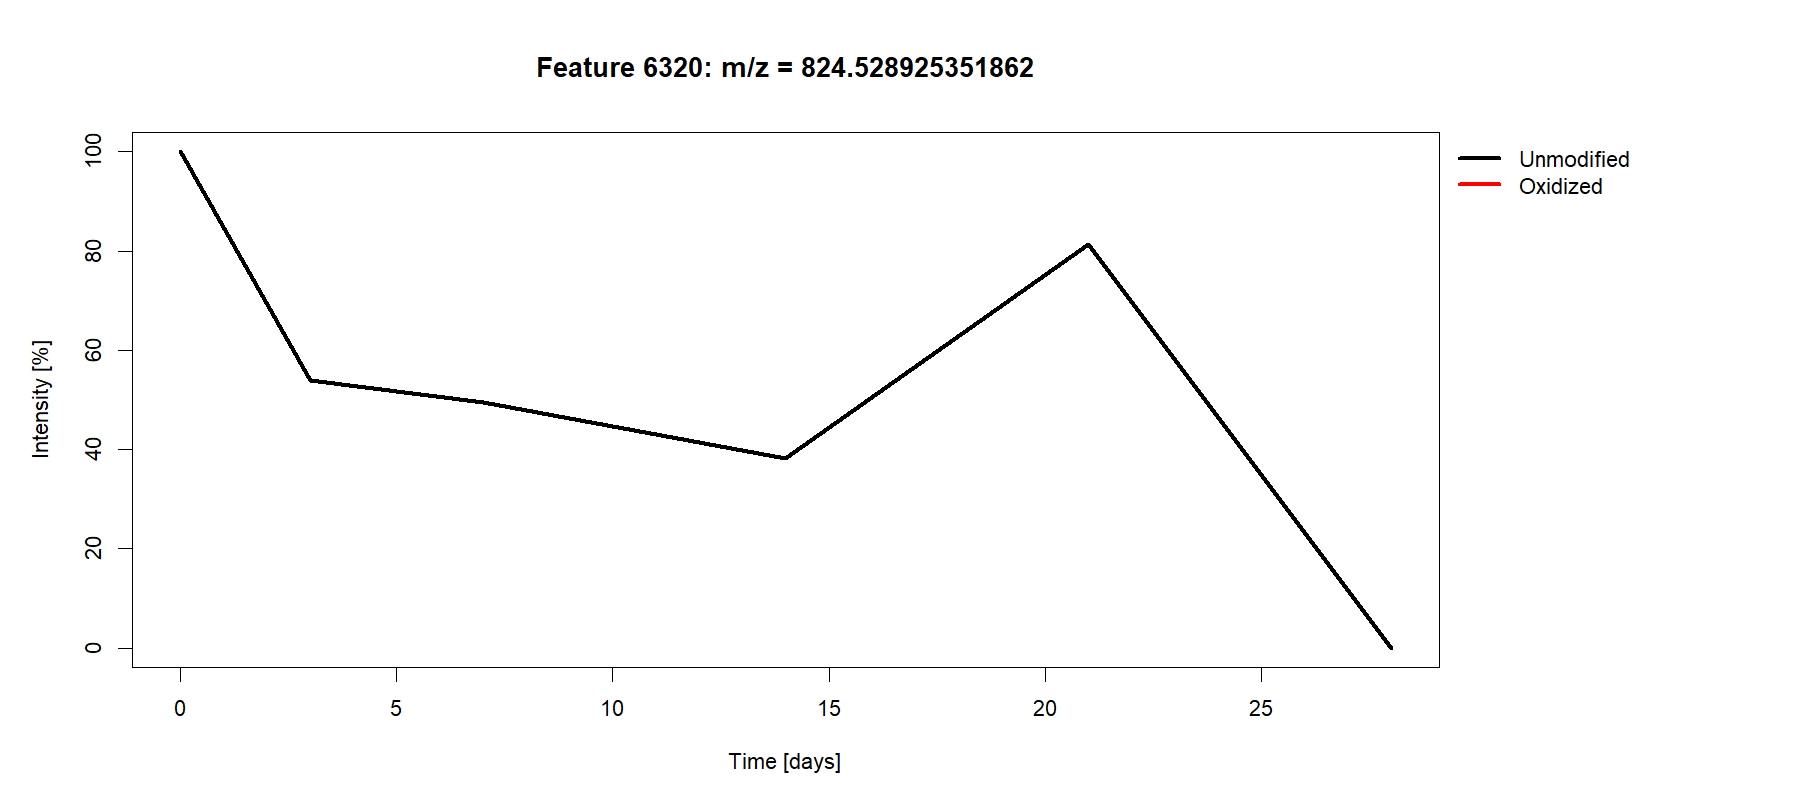 Feature 6320: m/z = 824.528925351862
Unmodified
Oxidized
Intensity [%]
100
80
60
40
20
0
0 5 10 15 20 25
Time [days]